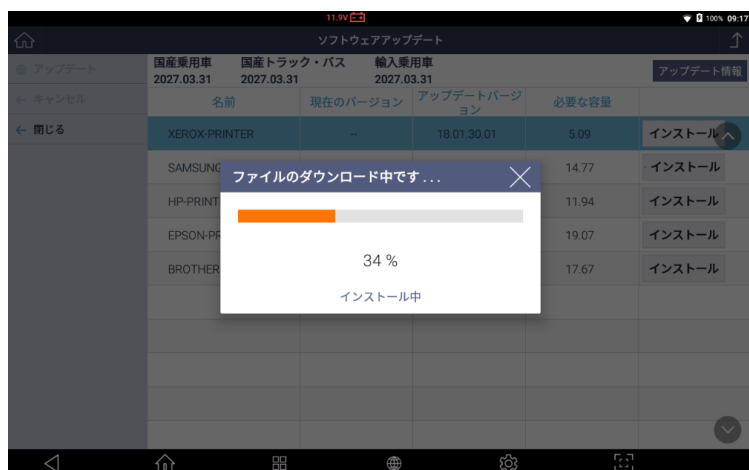 11.9V
100% 09:17
ソフトウェアアップデート
アップデート
キャンセル
閉じる
国産乗用車 国産トラック・バス 輸入乗用車
2027.03.31 2027.03.31 2027.03.31
アップデート情報
名前 現在のバージョン アップデートバージョン 必要な容量
XEROX-PRINTER -- 18.01.30.01 5.09 インストール
SAMSUNG 14.77 インストール
HP-PRINT 11.94 インストール
EPSON-PR 19.07 インストール
BROTHER 17.67 インストール
ファイルのダウンロード中です...
34 %
インストール中